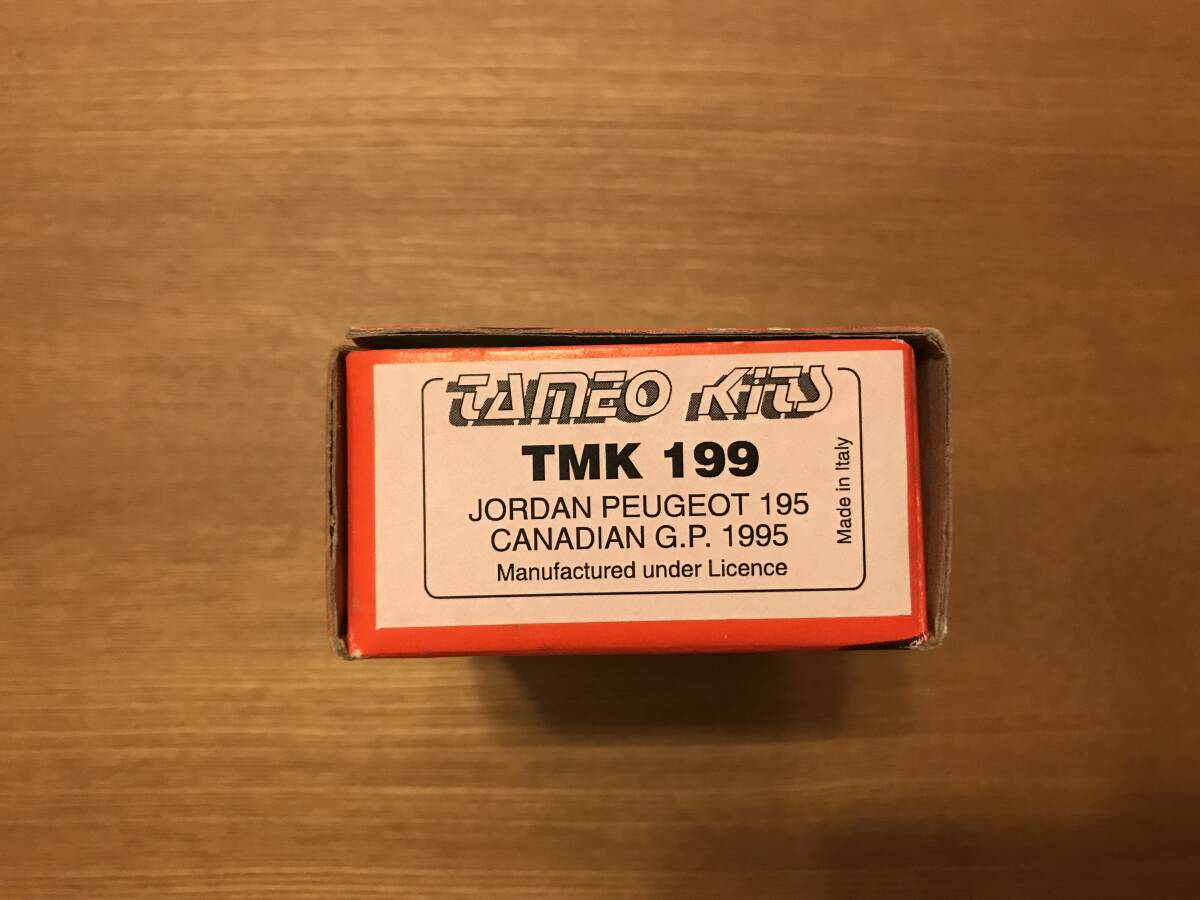 TAMEO KITS
TMK 199
JORDAN PEUGEOT 195
CANADIAN G.P. 1995
Manufactured under Licence
Made in Italy